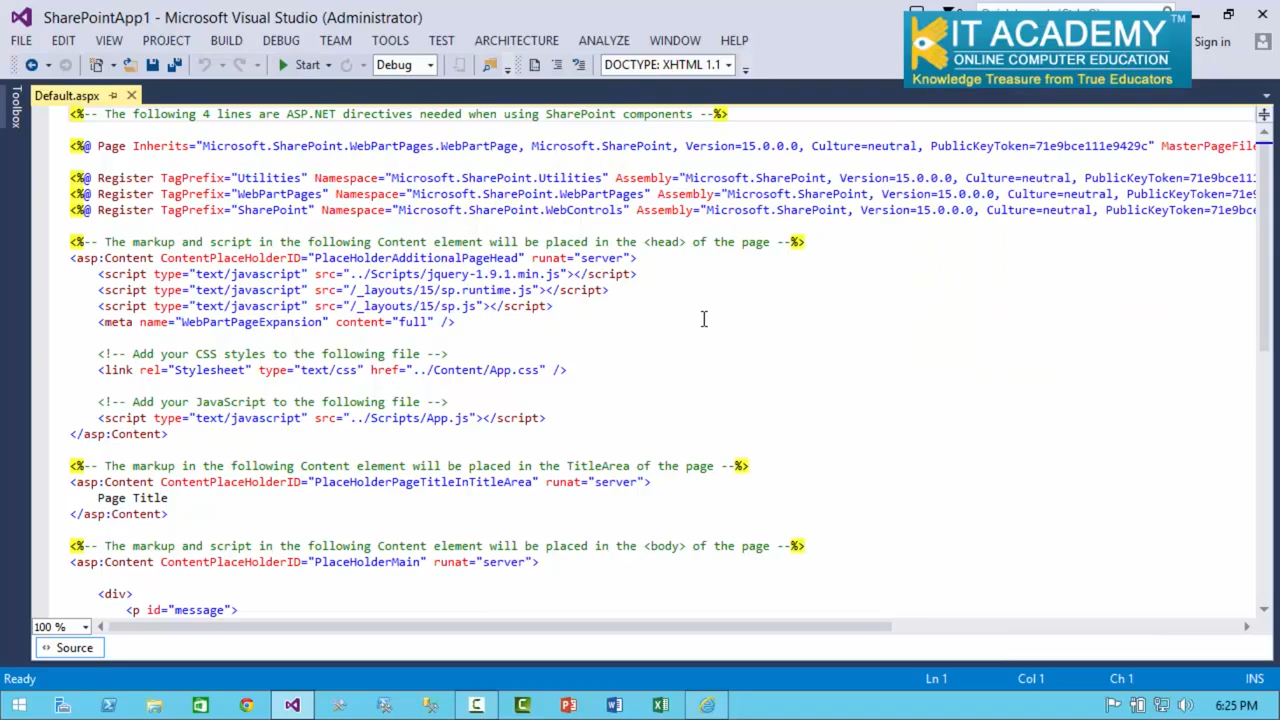 SharePointApp1 - Microsoft Visual Studio (Administrator)
FILE EDIT VIEW PROJECT BUILD DEBUG TEAM TOOLS TEST ARCHITECTURE ANALYZE WINDOW HELP
Sign in
KIT ACADEMY TM
ONLINE COMPUTER EDUCATION
Knowledge Treasure from True Educators
Start Debug DOCTYPE: XHTML 1.1
Toolbox
Default.aspx
<%-- The following 4 lines are ASP.NET directives needed when using SharePoint components --%>
<%@ Page Inherits="Microsoft.SharePoint.WebPartPages.WebPartPage, Microsoft.SharePoint, Version=15.0.0.0, Culture=neutral, PublicKeyToken=71e9bce111e9429c" MasterPageFile
<%@ Register TagPrefix="Utilities" Namespace="Microsoft.SharePoint.Utilities" Assembly="Microsoft.SharePoint, Version=15.0.0.0, Culture=neutral, PublicKeyToken=71e9bce11
<%@ Register TagPrefix="WebPartPages" Namespace="Microsoft.SharePoint.WebPartPages" Assembly="Microsoft.SharePoint, Version=15.0.0.0, Culture=neutral, PublicKeyToken=71e9
<%@ Register TagPrefix="SharePoint" Namespace="Microsoft.SharePoint.WebControls" Assembly="Microsoft.SharePoint, Version=15.0.0.0, Culture=neutral, PublicKeyToken=71e9bce
<%-- The markup and script in the following Content element will be placed in the <head> of the page --%>
<asp:Content ContentPlaceHolderID="PlaceHolderAdditionalPageHead" runat="server">
<script type="text/javascript" src="../Scripts/jquery-1.9.1.min.js"></script>
<script type="text/javascript" src="/_layouts/15/sp.runtime.js"></script>
<script type="text/javascript" src="/_layouts/15/sp.js"></script>
<meta name="WebPartPageExpansion" content="full" />
<!-- Add your CSS styles to the following file -->
<link rel="Stylesheet" type="text/css" href="../Content/App.css" />
<!-- Add your JavaScript to the following file -->
<script type="text/javascript" src="../Scripts/App.js"></script>
</asp:Content>
<%-- The markup in the following Content element will be placed in the TitleArea of the page --%>
<asp:Content ContentPlaceHolderID="PlaceHolderPageTitleInTitleArea" runat="server">
Page Title
</asp:Content>
<%-- The markup and script in the following Content element will be placed in the <body> of the page --%>
<asp:Content ContentPlaceHolderID="PlaceHolderMain" runat="server">
<div>
<p id="message">
100 %
Source
Ready Ln 1 Col 1 Ch 1 INS
6:25 PM